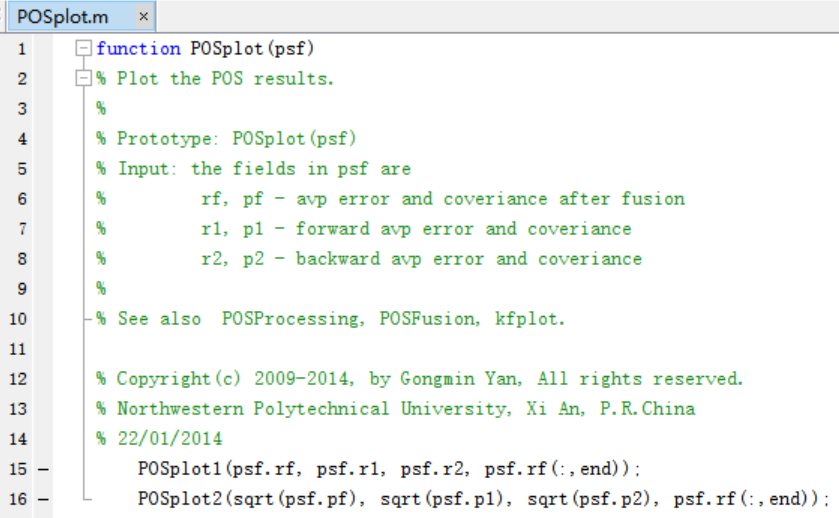 POSplot.m ×
1 function POSplot(psf)
2 % Plot the POS results.
3 %
4 % Prototype: POSplot(psf)
5 % Input: the fields in psf are
6 %        rf, pf - avp error and coveriance after fusion
7 %        r1, p1 - forward avp error and coveriance
8 %        r2, p2 - backward avp error and coveriance
9 %
10 % See also  POSProcessing, POSFusion, kfplot.
11
12 % Copyright(c) 2009-2014, by Gongmin Yan, All rights reserved.
13 % Northwestern Polytechnical University, Xi An, P.R.China
14 % 22/01/2014
15 –     POSplot1(psf.rf, psf.r1, psf.r2, psf.rf(:,end));
16 –     POSplot2(sqrt(psf.pf), sqrt(psf.p1), sqrt(psf.p2), psf.rf(:,end));